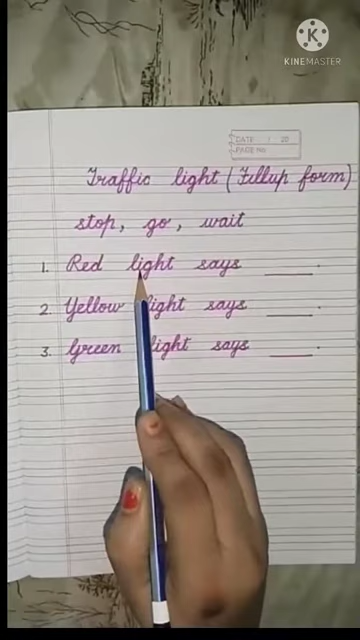 KINEMASTER
DATE : / 20
PAGE No.
Traffic light (Fillup form)
stop, go, wait
1. Red light says ____.
2. Yellow light says ____.
3. Green light says ____.